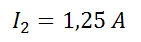 I₂ = 1,25 A